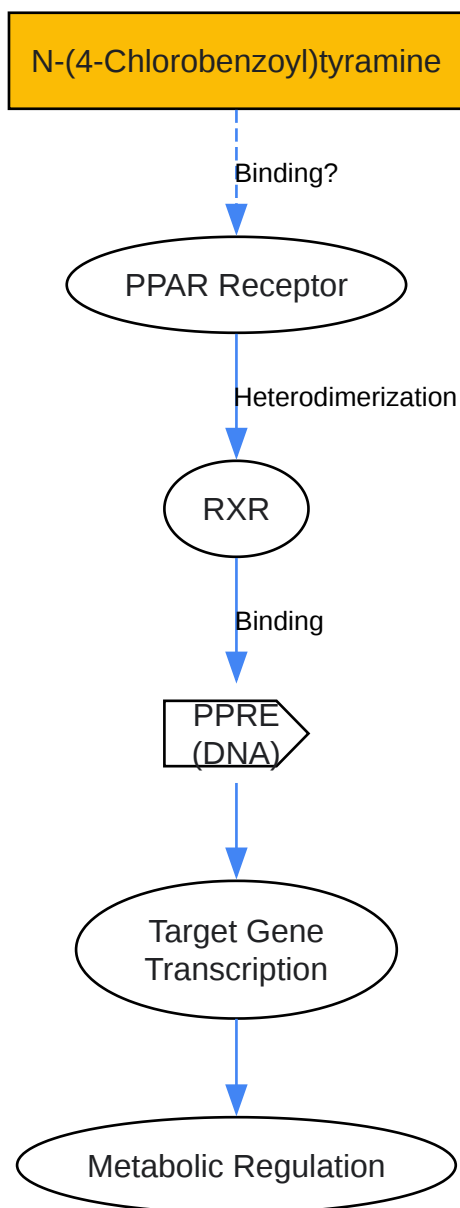 N-(4-Chlorobenzoyl)tyramine
Binding?
PPAR Receptor
Heterodimerization
RXR
Binding
PPRE
(DNA)
Target Gene
Transcription
Metabolic Regulation